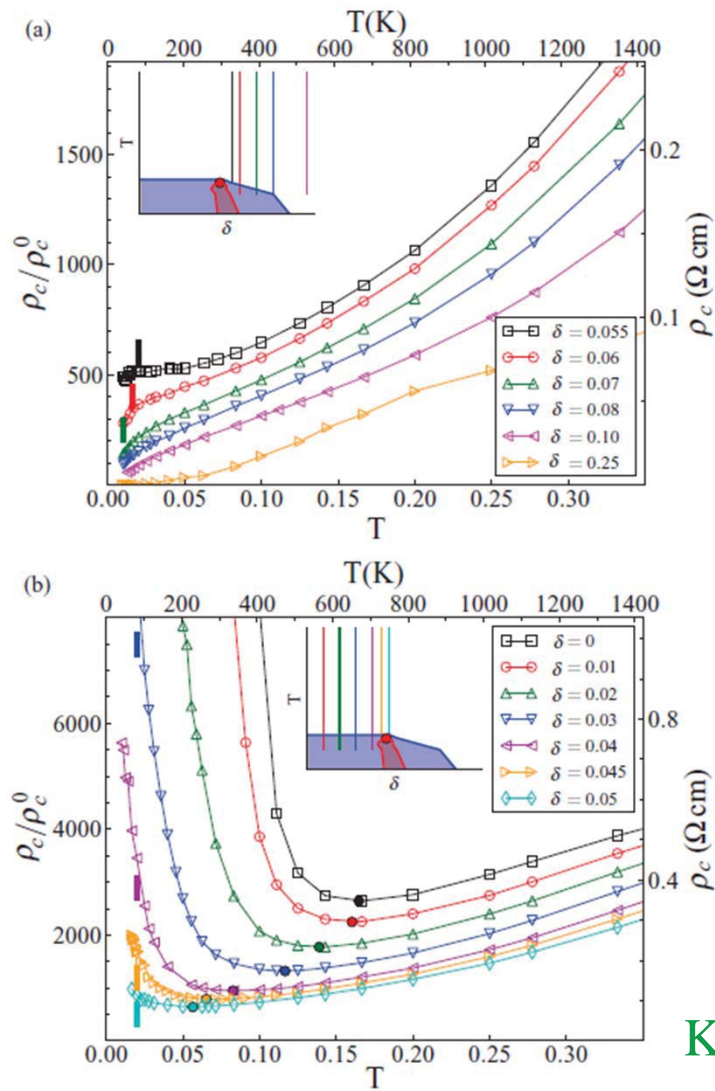 (a)
T(K)
0 200 400 600 800 1000 1200 1400
1500
1000
500
ρc/ρc⁰
T
δ
0.2
0.1
ρc (Ω cm)
δ = 0.055
δ = 0.06
δ = 0.07
δ = 0.08
δ = 0.10
δ = 0.25
0.00 0.05 0.10 0.15 0.20 0.25 0.30
T
(b)
T(K)
0 200 400 600 800 1000 1200 1400
6000
4000
2000
0
ρc/ρc⁰
T
δ
0.8
0.4
ρc (Ω cm)
δ = 0
δ = 0.01
δ = 0.02
δ = 0.03
δ = 0.04
δ = 0.045
δ = 0.05
0.00 0.05 0.10 0.15 0.20 0.25 0.30
T
K